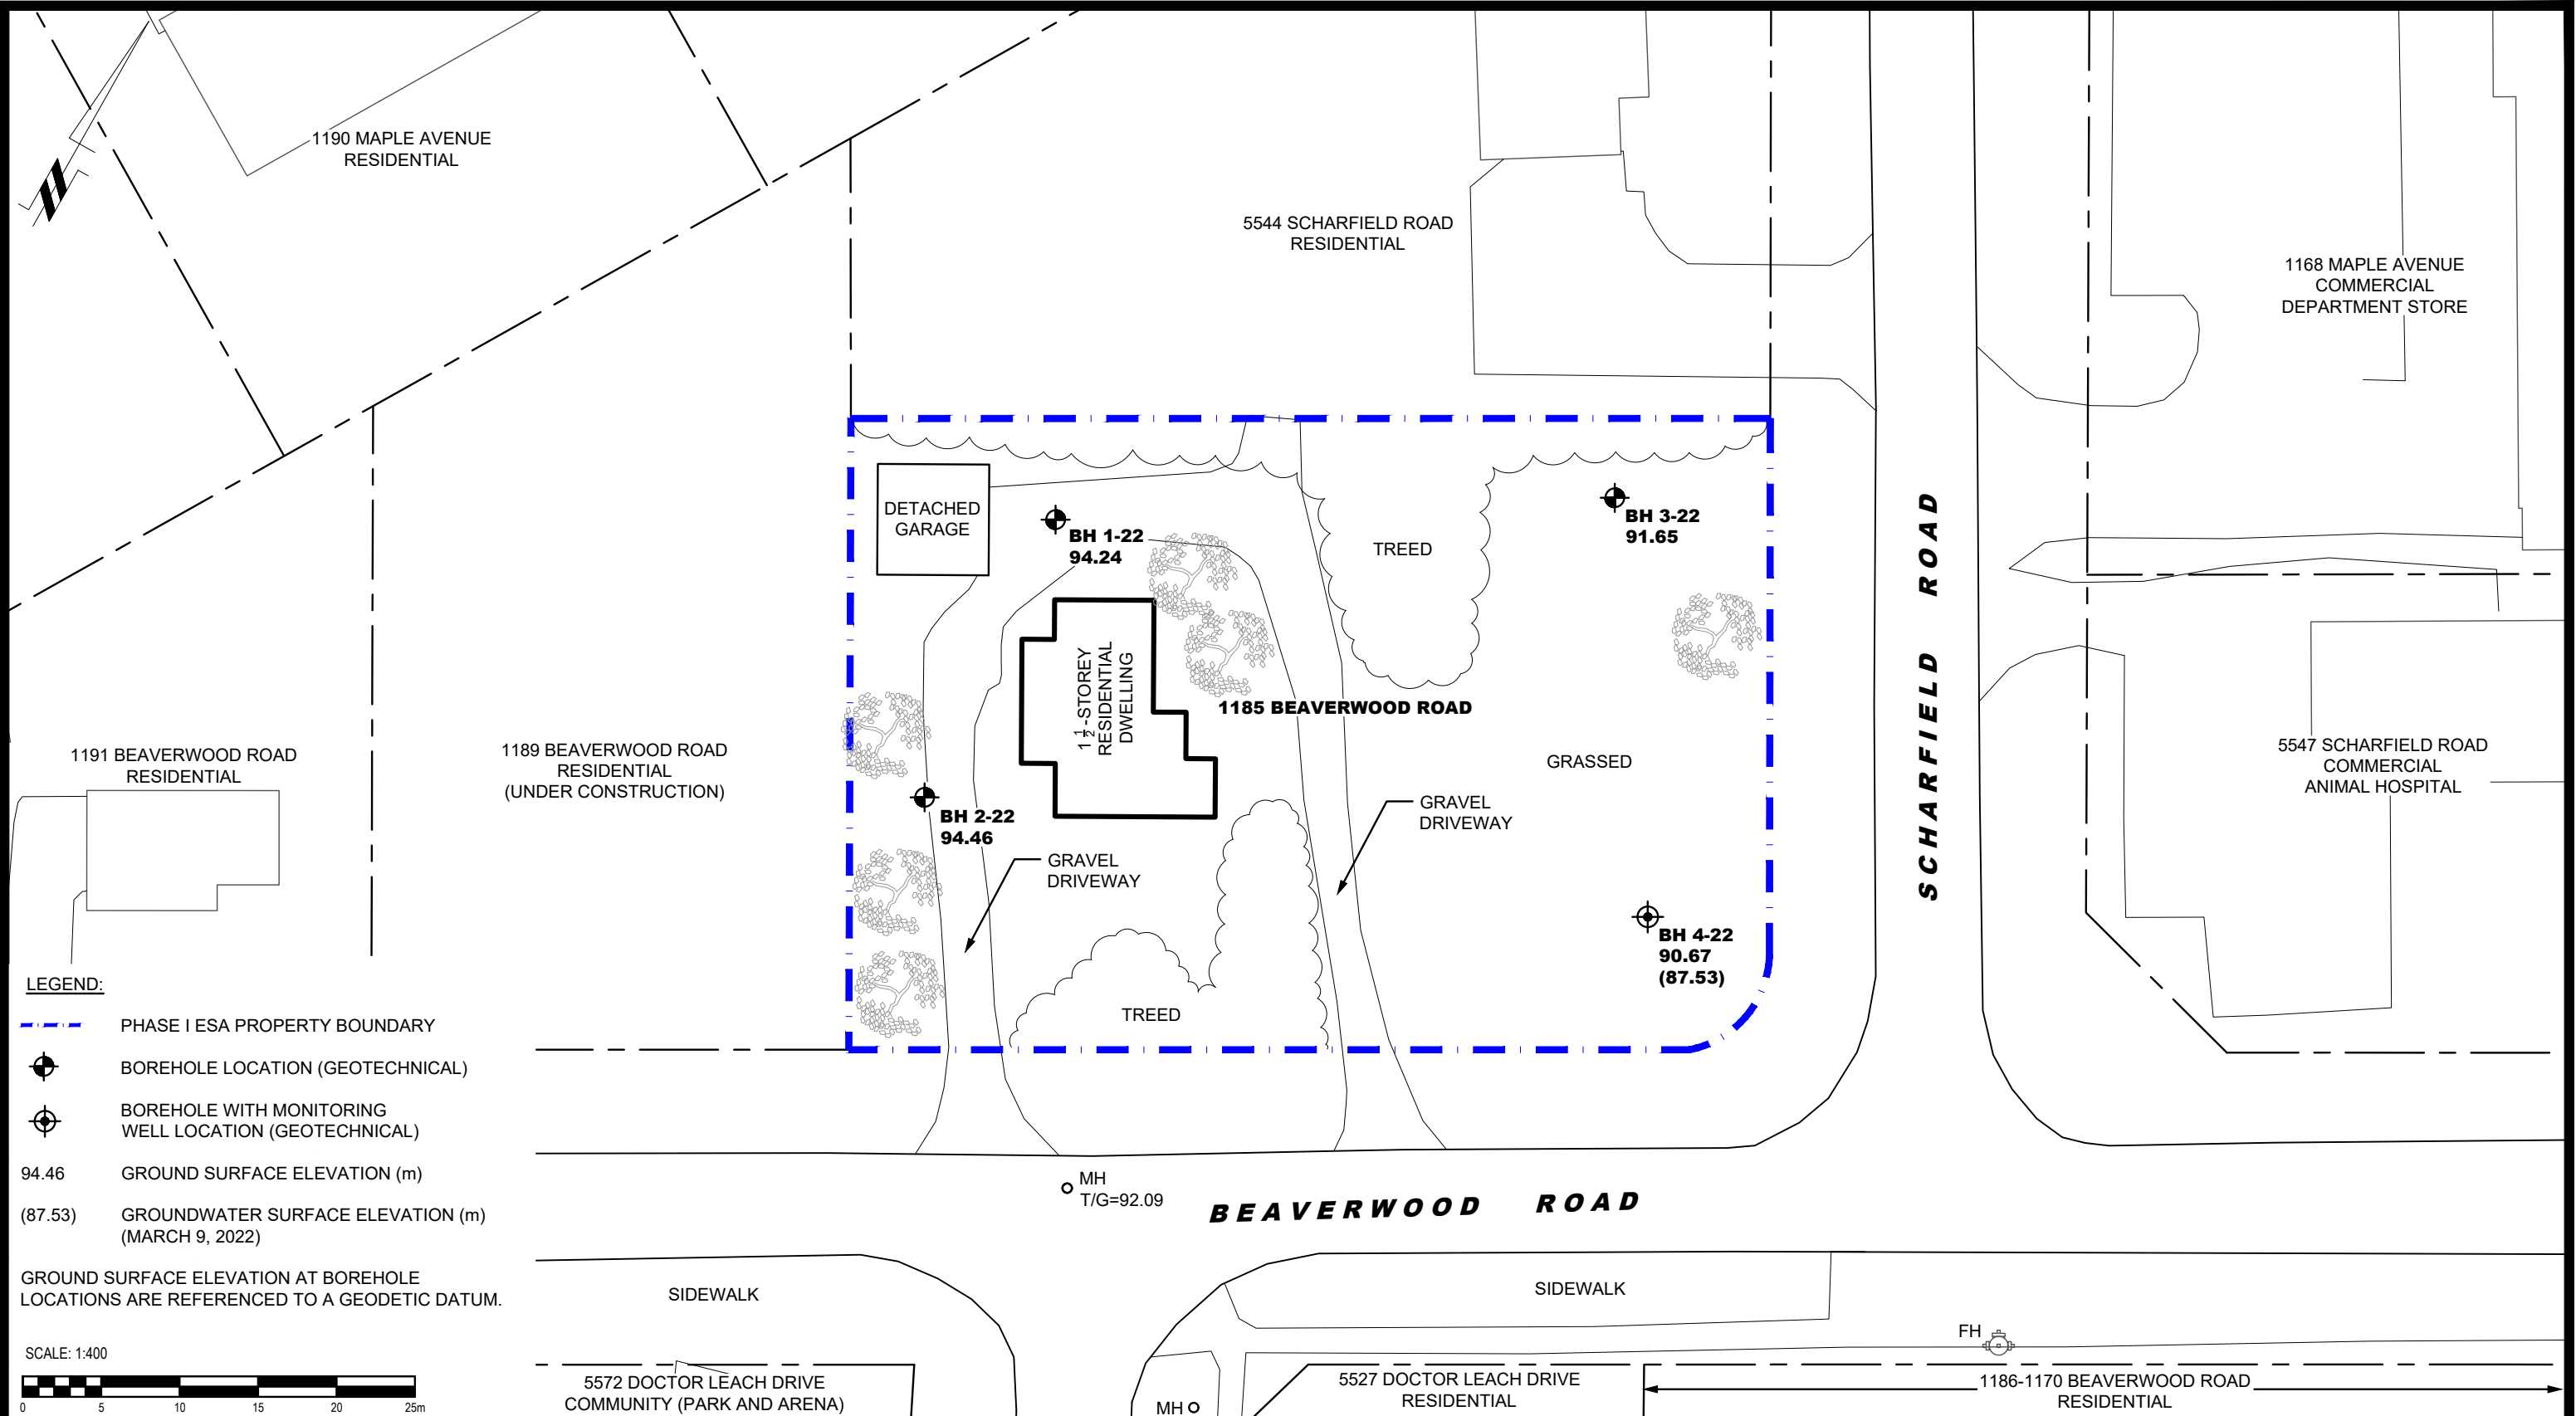 1190 MAPLE AVENUE
RESIDENTIAL
5544 SCHARFIELD ROAD
RESIDENTIAL
1168 MAPLE AVENUE
COMMERCIAL
DEPARTMENT STORE
DETACHED
GARAGE
BH 1-22
94.24
TREED
BH 3-22
91.65
SCHARFIELD ROAD
1 1/2-STOREY
RESIDENTIAL
DWELLING
1185 BEAVERWOOD ROAD
1191 BEAVERWOOD ROAD
RESIDENTIAL
1189 BEAVERWOOD ROAD
RESIDENTIAL
(UNDER CONSTRUCTION)
GRASSED
5547 SCHARFIELD ROAD
COMMERCIAL
ANIMAL HOSPITAL
BH 2-22
94.46
GRAVEL
DRIVEWAY
GRAVEL
DRIVEWAY
BH 4-22
90.67
(87.53)
TREED
LEGEND:
PHASE I ESA PROPERTY BOUNDARY
BOREHOLE LOCATION (GEOTECHNICAL)
BOREHOLE WITH MONITORING
WELL LOCATION (GEOTECHNICAL)
94.46 GROUND SURFACE ELEVATION (m)
(87.53) GROUNDWATER SURFACE ELEVATION (m)
(MARCH 9, 2022)
GROUND SURFACE ELEVATION AT BOREHOLE
LOCATIONS ARE REFERENCED TO A GEODETIC DATUM.
SCALE: 1:400
0 5 10 15 20 25m
MH
T/G=92.09
BEAVERWOOD ROAD
SIDEWALK
SIDEWALK
FH
5572 DOCTOR LEACH DRIVE
COMMUNITY (PARK AND ARENA)
MH
5527 DOCTOR LEACH DRIVE
RESIDENTIAL
1186-1170 BEAVERWOOD ROAD
RESIDENTIAL